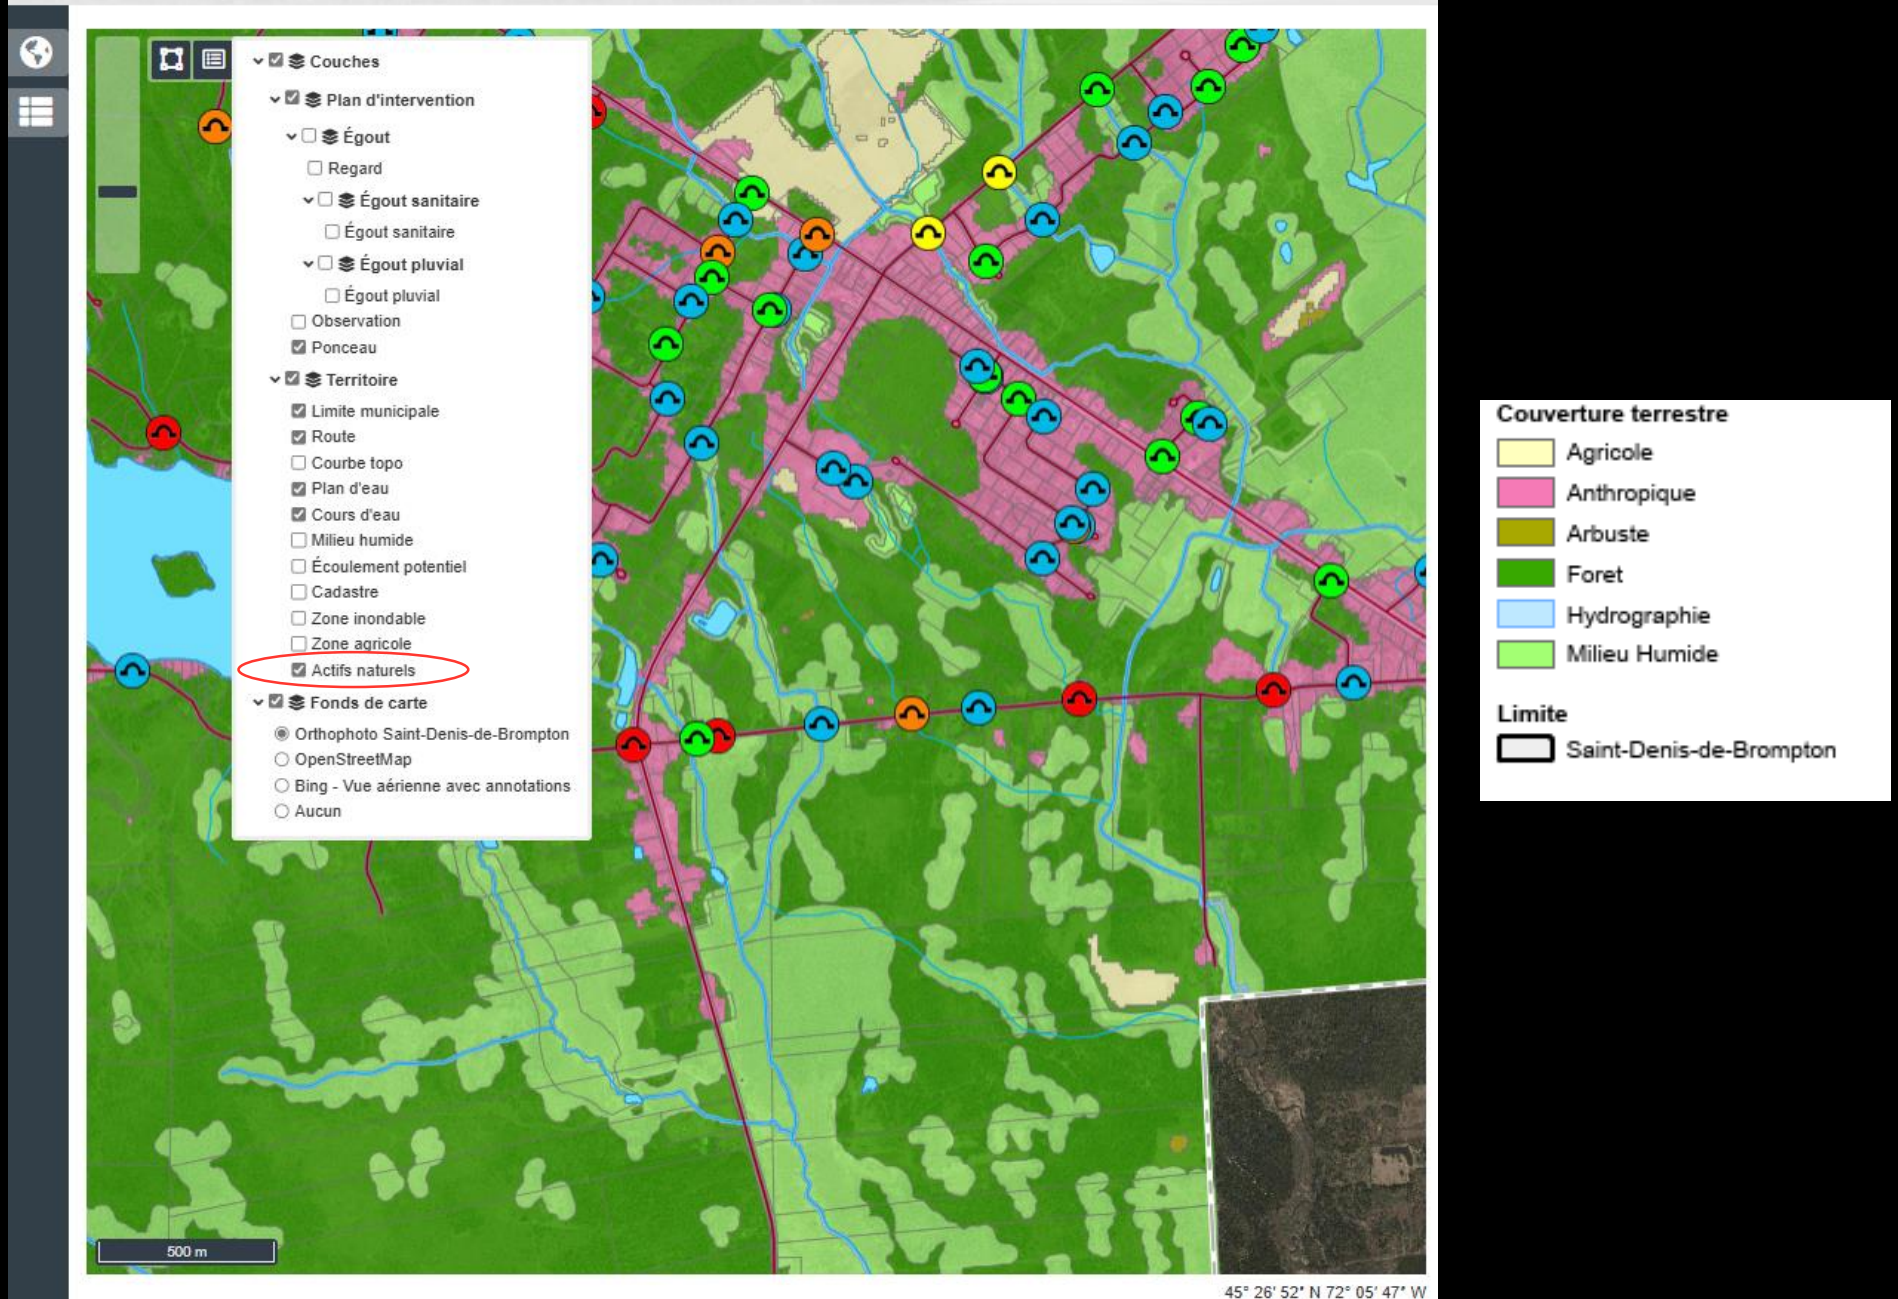 Couches
Plan d'intervention
Égout
Regard
Égout sanitaire
Égout sanitaire
Égout pluvial
Égout pluvial
Observation
Ponceau
Territoire
Limite municipale
Route
Courbe topo
Plan d'eau
Cours d'eau
Milieu humide
Écoulement potentiel
Cadastre
Zone inondable
Zone agricole
Actifs naturels
Fonds de carte
Orthophoto Saint-Denis-de-Brompton
OpenStreetMap
Bing - Vue aérienne avec annotations
Aucun
500 m
45° 26' 52" N 72° 05' 47" W
Couverture terrestre
Agricole
Anthropique
Arbuste
Foret
Hydrographie
Milieu Humide
Limite
Saint-Denis-de-Brompton